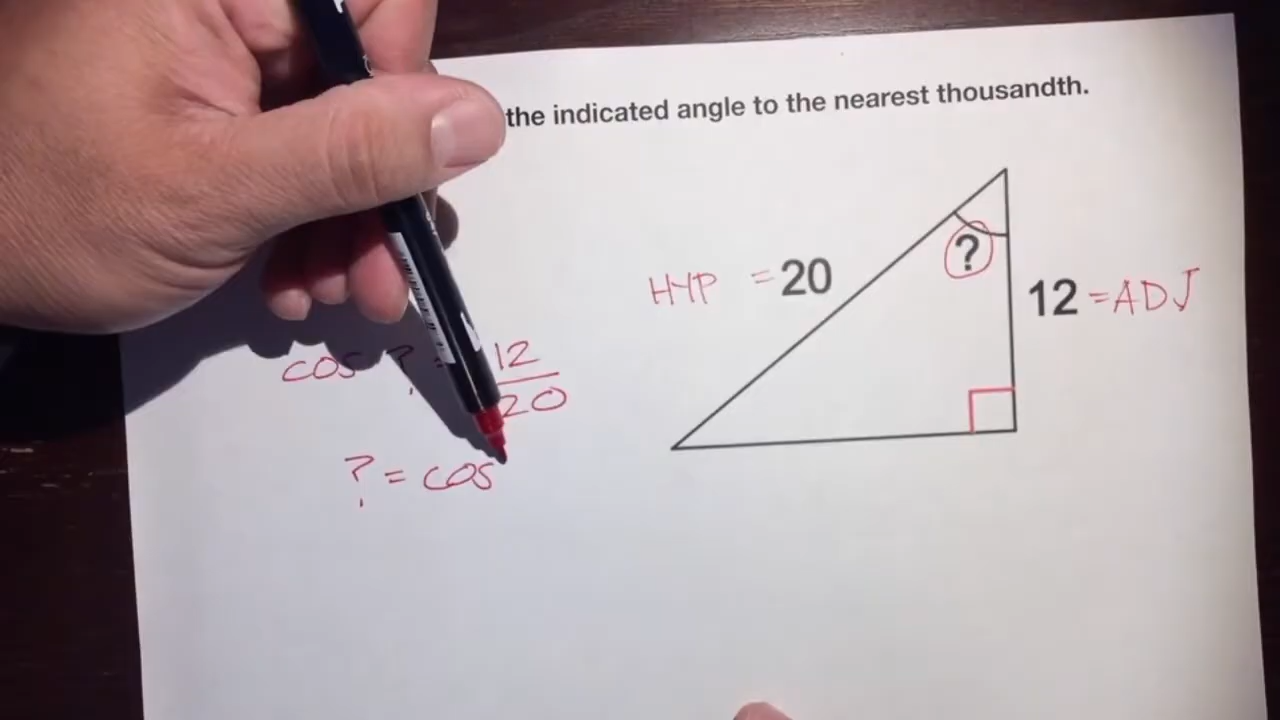 the indicated angle to the nearest thousandth.
?
HYP = 20
12 = ADJ
cos ? = 12
20
? = cos